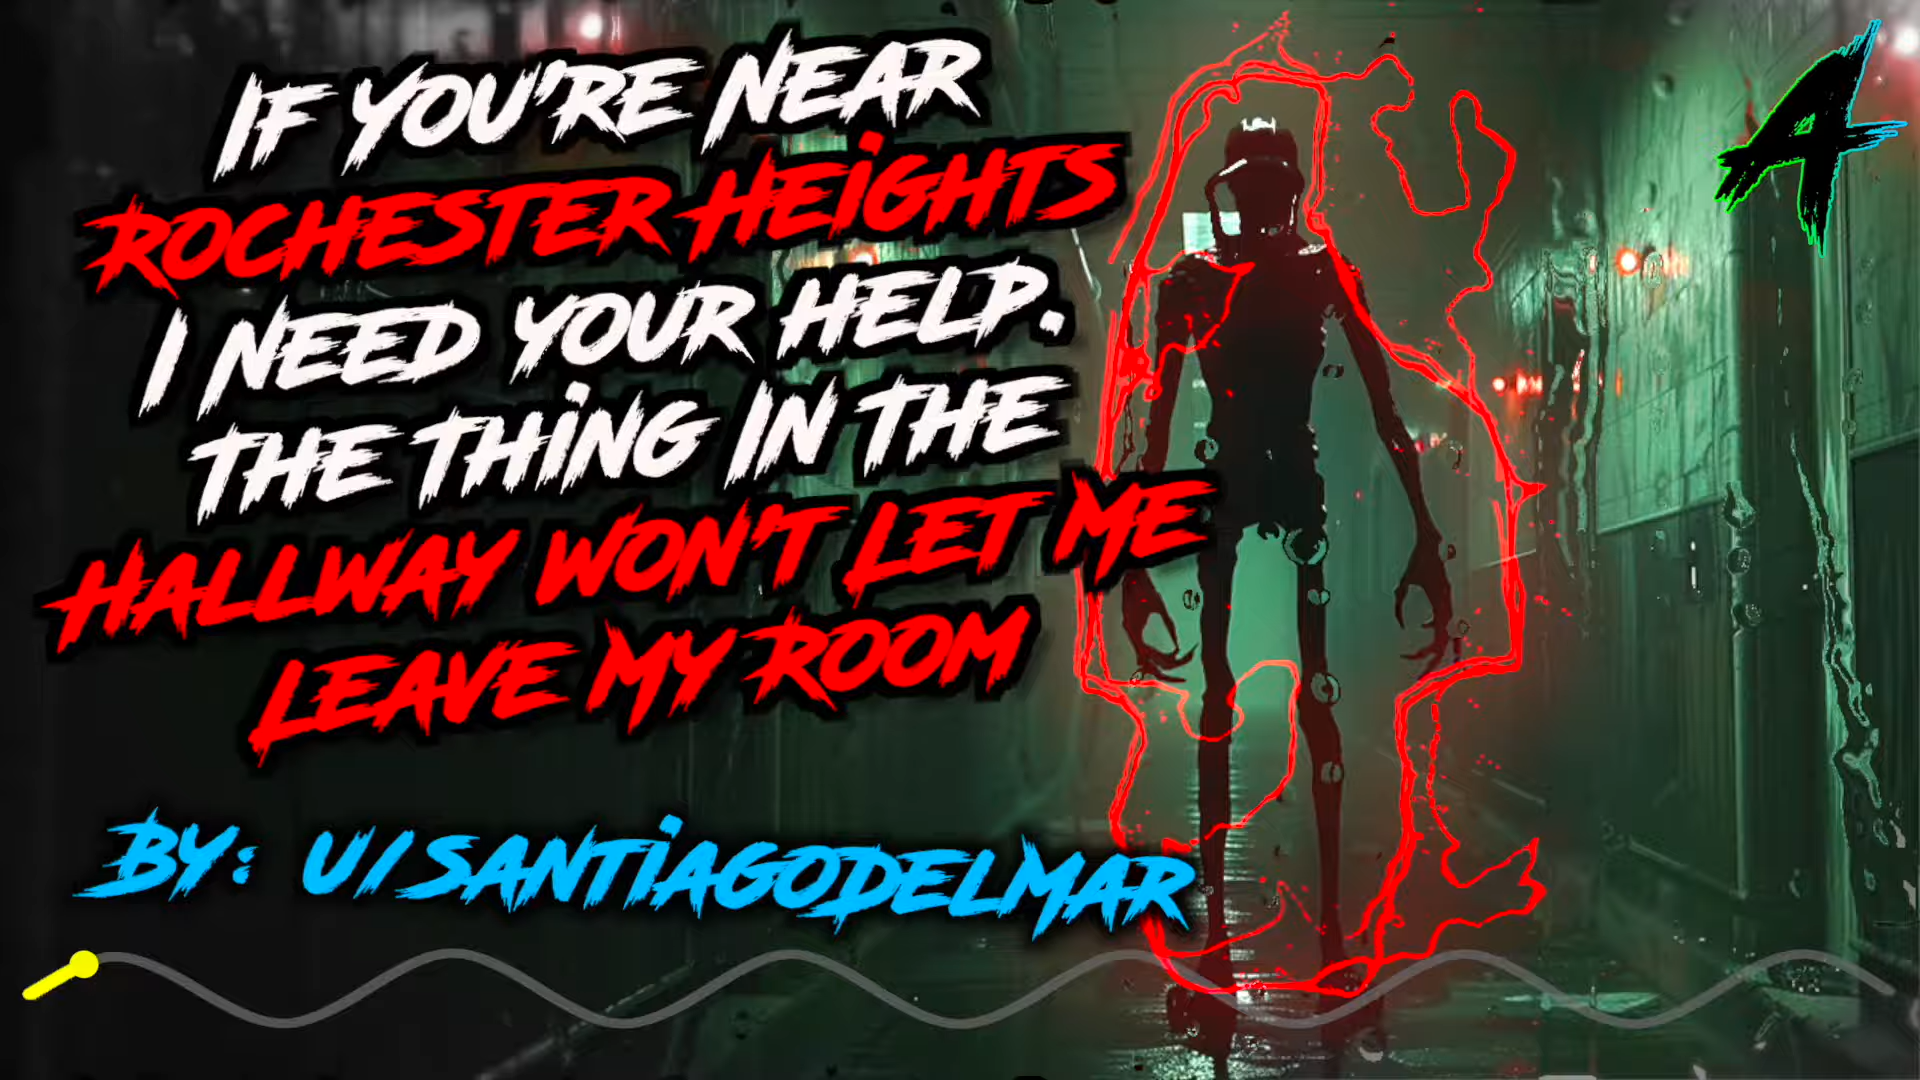 If you're near
Rochester Heights
I need your help.
The thing in the
hallway won't let me
leave my room
By: u/SantiagoDelMar
A